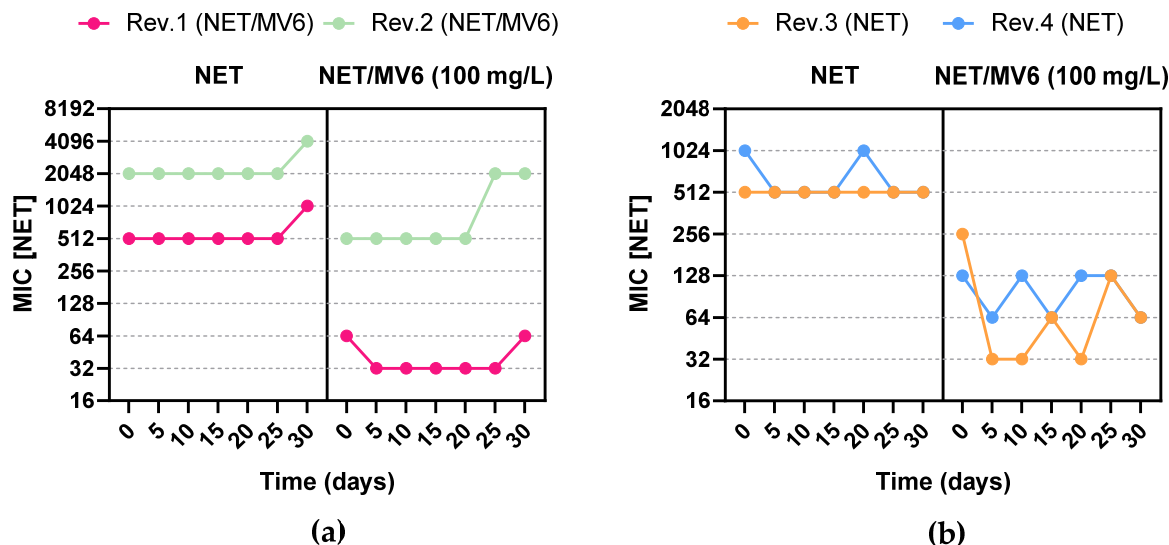 Rev.1 (NET/MV6) Rev.2 (NET/MV6)
NET NET/MV6 (100 mg/L)
MIC [NET]
8192
4096
2048
1024
512
256
128
64
32
16
0 5 10 15 20 25 30 0 5 10 15 20 25 30
Time (days)
(a)
Rev.3 (NET) Rev.4 (NET)
NET NET/MV6 (100 mg/L)
MIC [NET]
2048
1024
512
256
128
64
32
16
0 5 10 15 20 25 30 0 5 10 15 20 25 30
Time (days)
(b)